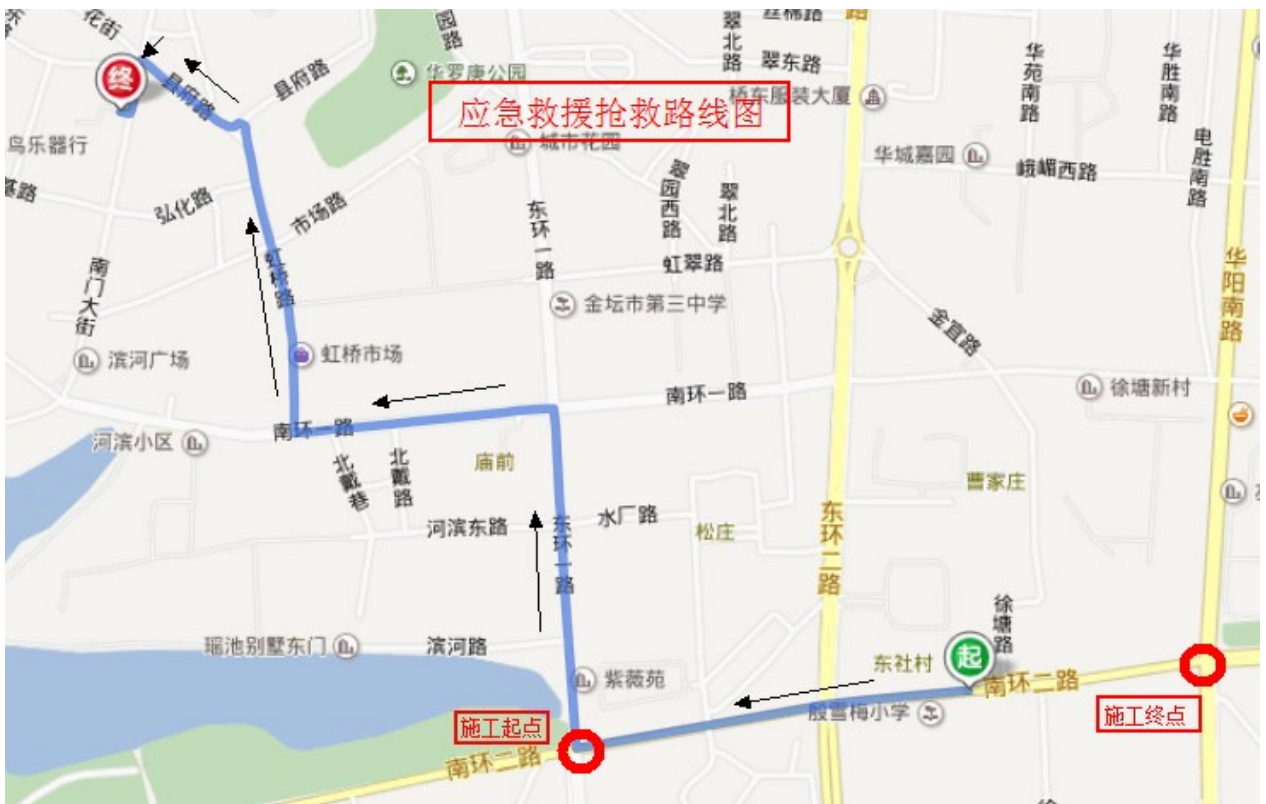 花街
园路
翠北路
丝棉路
路
华苑南路
华胜南路
终
县府路
县府路
华罗庚公园
翠东路
桥东服装大厦
应急救援抢救路线图
电胜南路
鸟乐器行
城市花园
华城嘉园
峨嵋西路
弘化路
市场路
东环一路
翠园西路
翠北路
虹桥路
虹翠路
华阳南路
南门大街
金坛市第三中学
金宜路
滨河广场
虹桥市场
南环一路
徐塘新村
河滨小区
南环一路
北戴巷
北戴路
庙前
曹家庄
河滨东路
东环一路
水厂路
松庄
东环二路
徐塘路
瑶池别墅东门
滨河路
东社村
起
紫薇苑
南环二路
殷雪梅小学
施工起点
施工终点
南环二路